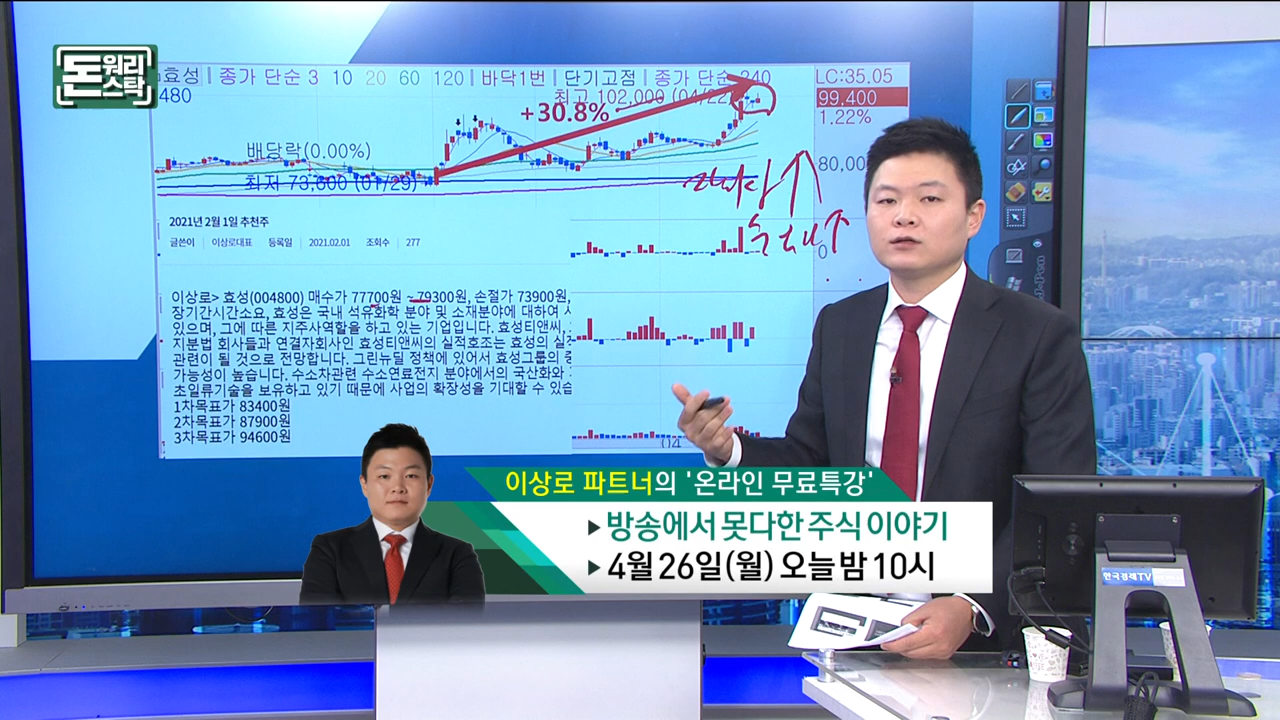 돈워리
스탁
효성 종가 단순 3 10 20 60 120 바닥1번 단기고점 종가 단순 240
480
LC:35.05
최고 102,000 (04/22)
99,400
+30.8%
1.22%
배당락(0.00%)
80,00
최저 73,600 (01/29)
2021년 2월 1일 추천주
글쓴이 이상로대표 등록일 2021.02.01 조회수 277
0
이상로> 효성(004800) 매수가 77700원 ~ 79300원, 손절가 73900원,
장기간시간소요, 효성은 국내 석유화학 분야 및 소재분야에 대하여
있으며, 그에 따른 지주사역할을 하고 있는 기업입니다. 효성티앤씨,
지분법 회사들과 연결자회사인 효성티앤씨의 실적호조는 효성의
관련이 될 것으로 전망합니다. 그린뉴딜 정책에 있어서 효성그룹의
가능성이 높습니다. 수소차관련 수소연료전지 분야에서의 국산화와
초일류기술을 보유하고 있기 때문에 사업의 확장성을 기대할 수 있습
1차목표가 83400원
2차목표가 87900원
3차목표가 94600원
04
이상로 파트너의 '온라인 무료특강'
방송에서 못다한 주식 이야기
4월 26일(월) 오늘 밤 10시
한국경제TV